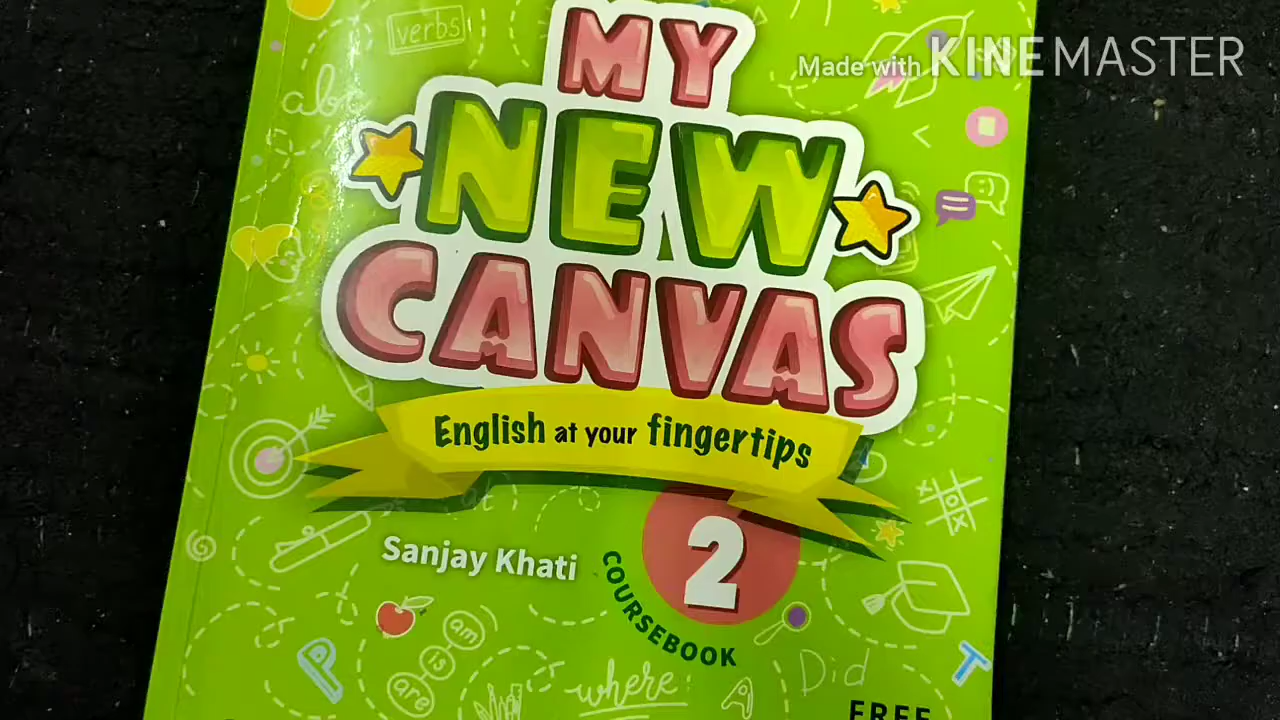 Made with KINEMASTER
verbs
abc
MY
NEW
CANVAS
English at your fingertips
Sanjay Khati
2
COURSEBOOK
am
is
are
where
Did
P
A
T
FREE